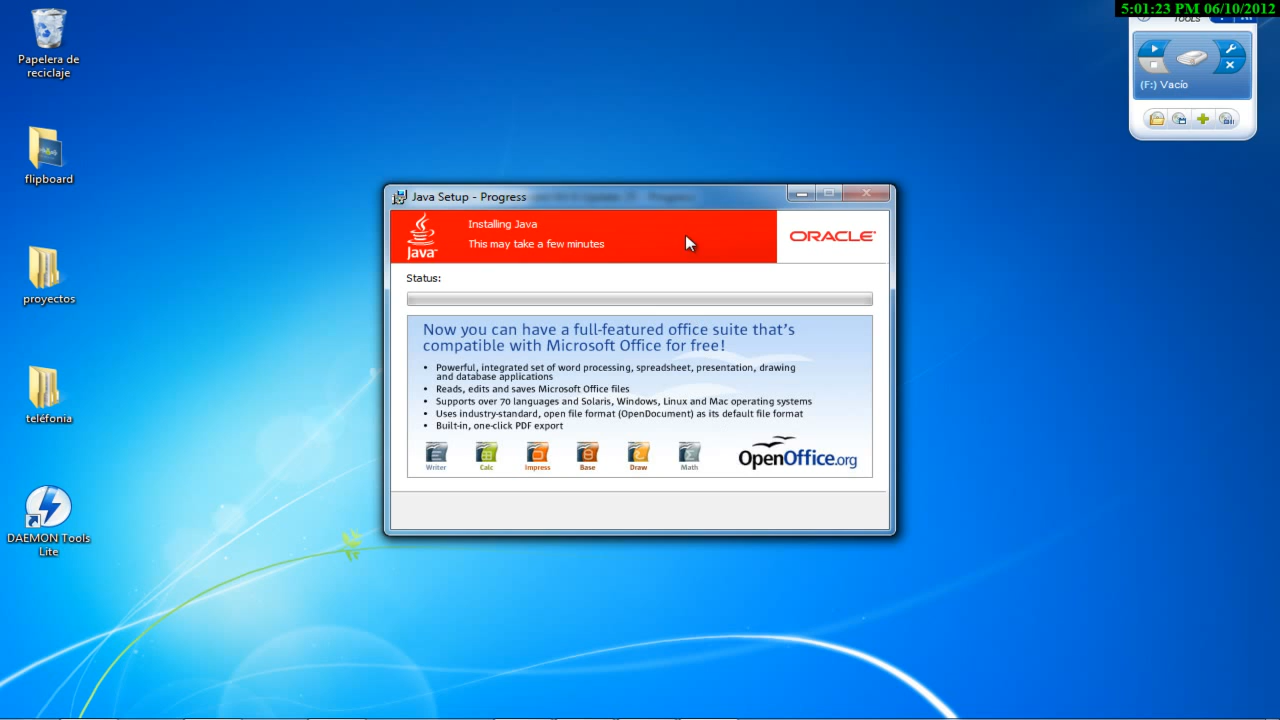 5:01:23 PM 06/10/2012
TOOLS
(F:) Vacío
Papelera de
reciclaje
flipboard
proyectos
teléfonia
DAEMON Tools
Lite
Java Setup - Progress
Java
Installing Java
This may take a few minutes
ORACLE
Status:
Now you can have a full-featured office suite that's
compatible with Microsoft Office for free!
• Powerful, integrated set of word processing, spreadsheet, presentation, drawing
and database applications
• Reads, edits and saves Microsoft Office files
• Supports over 70 languages and Solaris, Windows, Linux and Mac operating systems
• Uses industry-standard, open file format (OpenDocument) as its default file format
• Built-in, one-click PDF export
Writer Calc Impress Base Draw Math
OpenOffice.org